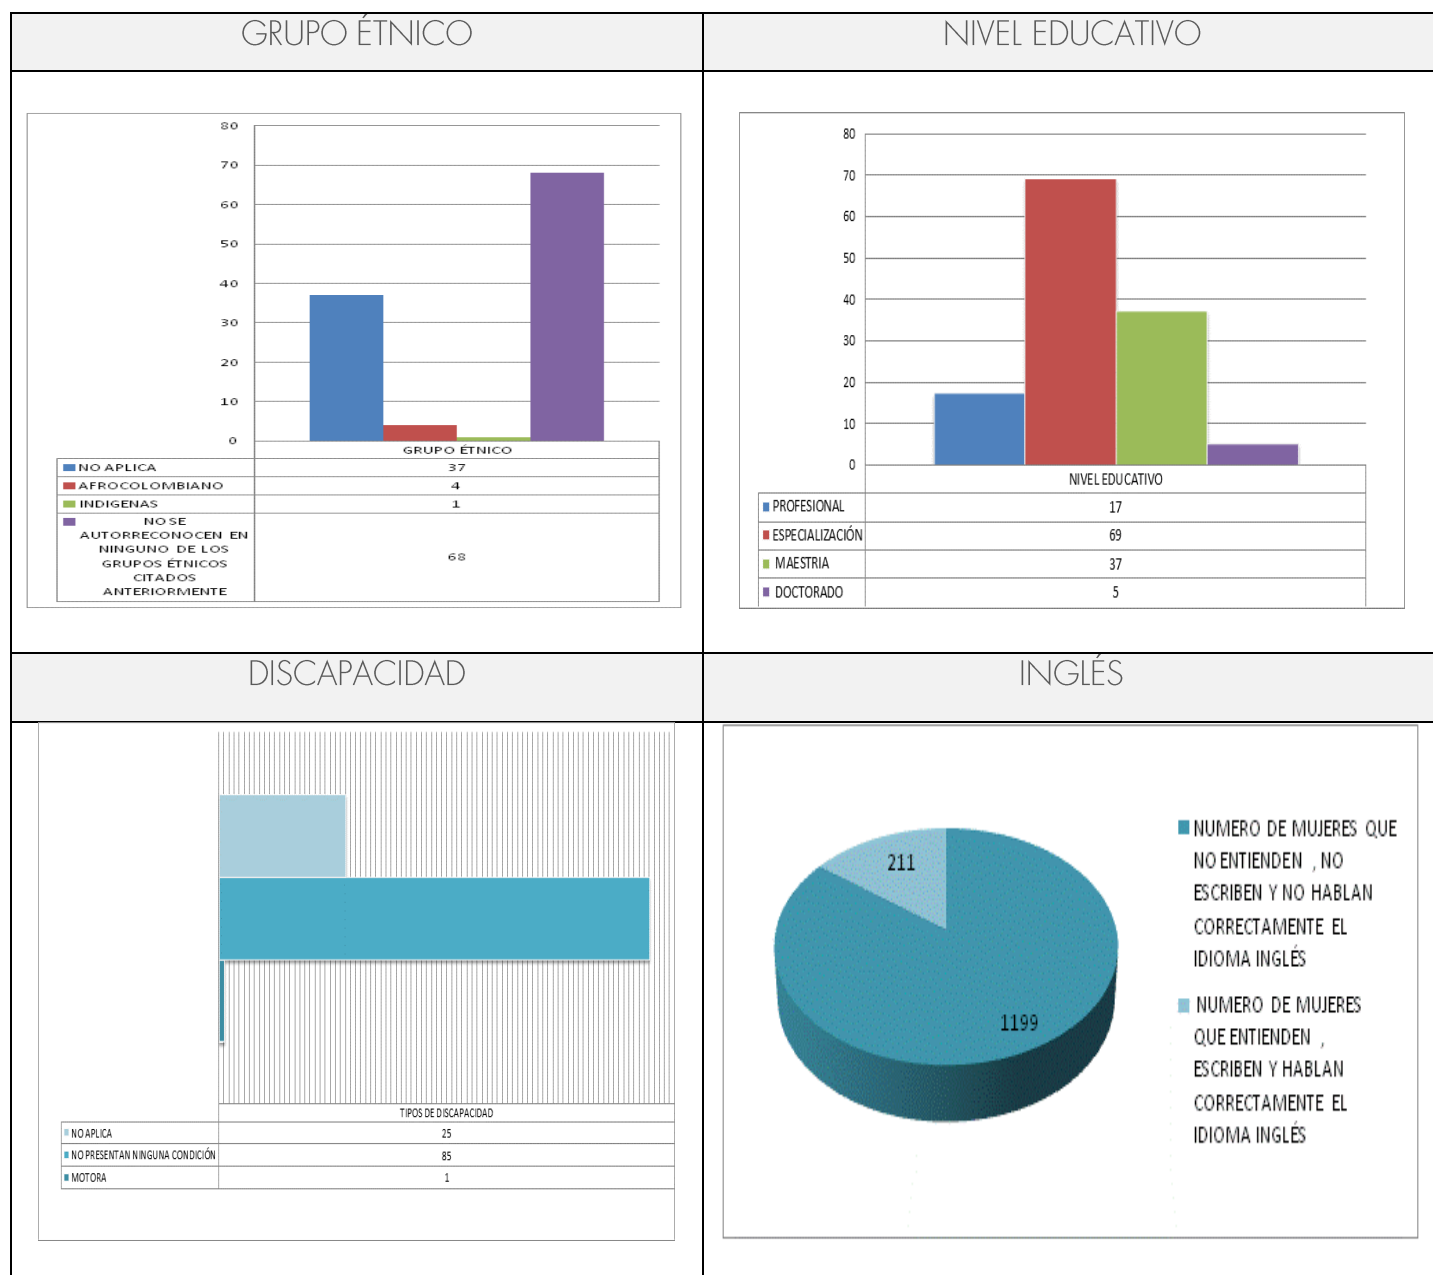 GRUPO ÉTNICO
NIVEL EDUCATIVO
80
70
60
50
40
30
20
10
0
GRUPO ÉTNICO
NO APLICA 37
AFROCOLOMBIANO 4
INDIGENAS 1
NO SE
AUTORRECONOCEN EN
NINGUNO DE LOS
GRUPOS ÉTNICOS
CITADOS
ANTERIORMENTE
68
80
70
60
50
40
30
20
10
0
NIVEL EDUCATIVO
PROFESIONAL 17
ESPECIALIZACIÓN 69
MAESTRIA 37
DOCTORADO 5
DISCAPACIDAD
INGLÉS
TIPOS DE DISCAPACIDAD
NO APLICA 25
NO PRESENTAN NINGUNA CONDICIÓN 85
MOTORA 1
211
1199
NUMERO DE MUJERES QUE
NO ENTIENDEN , NO
ESCRIBEN Y NO HABLAN
CORRECTAMENTE EL
IDIOMA INGLÉS
NUMERO DE MUJERES
QUE ENTIENDEN ,
ESCRIBEN Y HABLAN
CORRECTAMENTE EL
IDIOMA INGLÉS